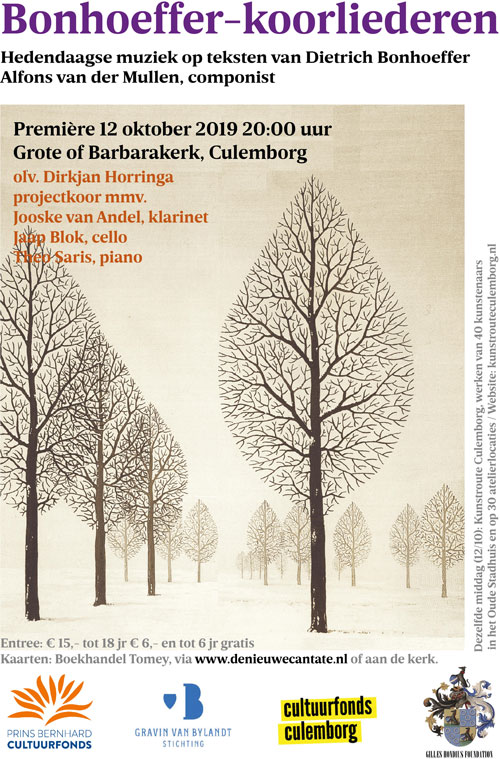 Bonhoeffer-koorliederen
Hedendaagse muziek op teksten van Dietrich Bonhoeffer
Alfons van der Mullen, componist
Première 12 oktober 2019 20:00 uur
Grote of Barbarakerk, Culemborg
olv. Dirkjan Horringa
projectkoor mmv.
Jooske van Andel, klarinet
Jaap Blok, cello
Theo Saris, piano
Dezelfde middag (12/10): Kunstroute Culemborg, werken van 40 kunstenaars
in het Oude Stadhuis en op 30 atelierlocaties / Website: kunstrouteculemborg.nl
Entree: € 15,- tot 18 jr € 6,- en tot 6 jr gratis
Kaarten: Boekhandel Tomey, via www.denieuwecantate.nl of aan de kerk.
PRINS BERNHARD
CULTUURFONDS
GRAVIN VAN BYLANDT
STICHTING
cultuurfonds
culemborg
GILLES HONDIUS FOUNDATION